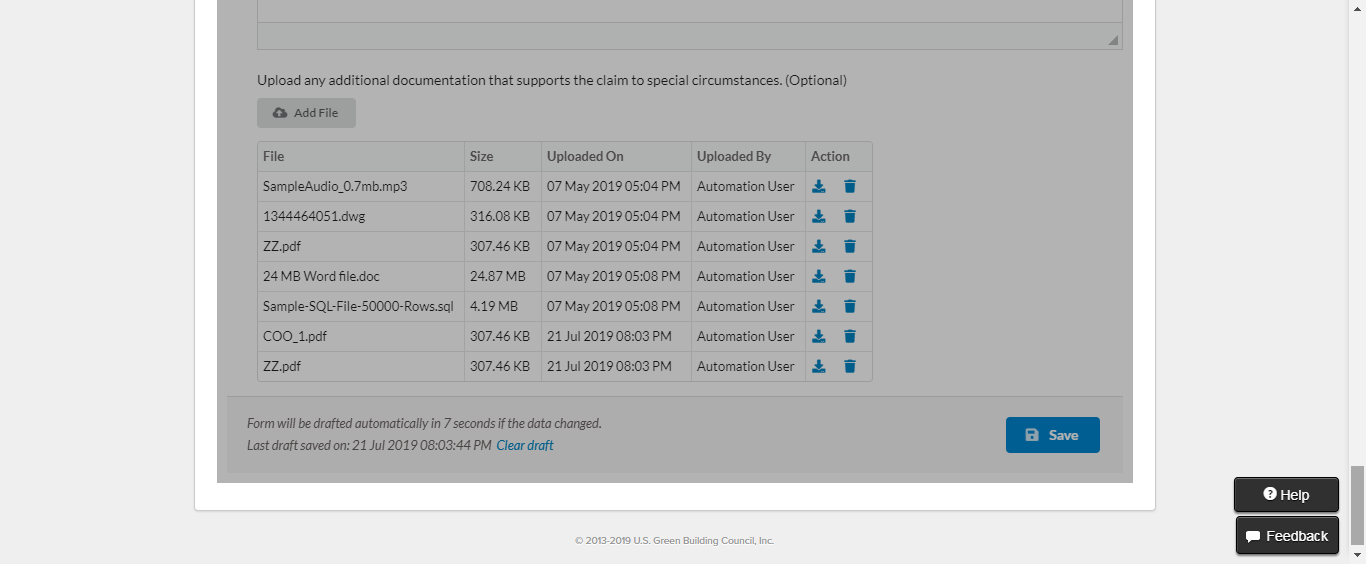 Upload any additional documentation that supports the claim to special circumstances. (Optional)
Add File
File Size Uploaded On Uploaded By Action
SampleAudio_0.7mb.mp3 708.24 KB 07 May 2019 05:04 PM Automation User
1344464051.dwg 316.08 KB 07 May 2019 05:04 PM Automation User
ZZ.pdf 307.46 KB 07 May 2019 05:04 PM Automation User
24 MB Word file.doc 24.87 MB 07 May 2019 05:08 PM Automation User
Sample-SQL-File-50000-Rows.sql 4.19 MB 07 May 2019 05:08 PM Automation User
COO_1.pdf 307.46 KB 21 Jul 2019 08:03 PM Automation User
ZZ.pdf 307.46 KB 21 Jul 2019 08:03 PM Automation User
Form will be drafted automatically in 7 seconds if the data changed.
Last draft saved on: 21 Jul 2019 08:03:44 PM Clear draft
Save
Help
Feedback
© 2013-2019 U.S. Green Building Council, Inc.